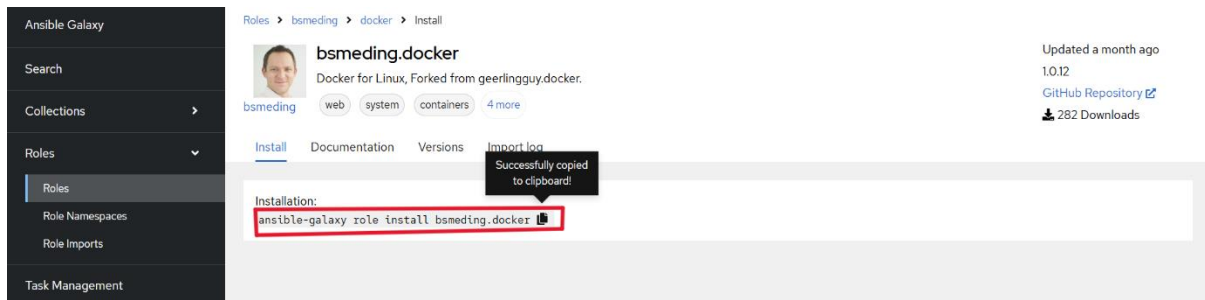 Ansible Galaxy
Search
Collections
Roles
Roles
Role Namespaces
Role Imports
Task Management
Roles > bsmeding > docker > Install
bsmeding.docker
Docker for Linux, Forked from geerlingguy.docker.
bsmeding
web system containers 4 more
Updated a month ago
1.0.12
GitHub Repository
282 Downloads
Install Documentation Versions Import log
Successfully copied
to clipboard!
Installation:
ansible-galaxy role install bsmeding.docker